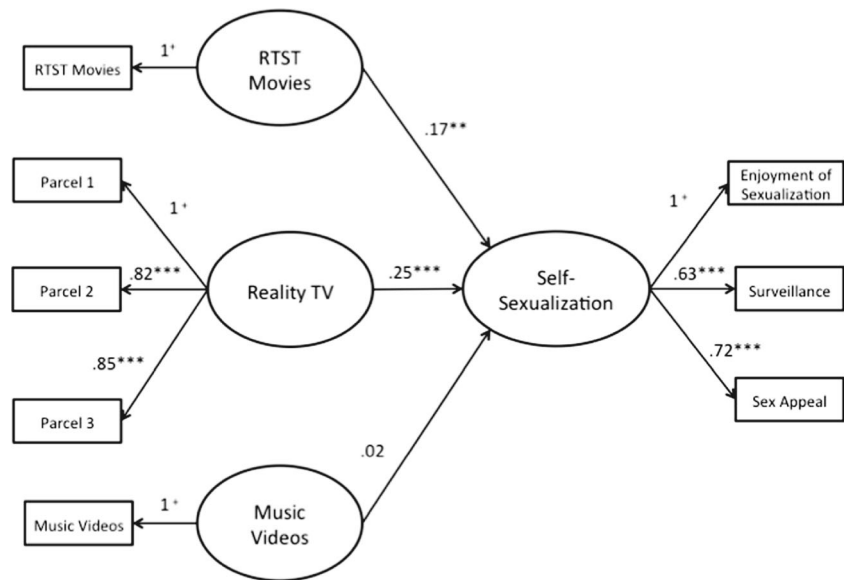 RTST Movies
1⁺
RTST
Movies
.17**
Parcel 1
1⁺
Enjoyment of
Sexualization
1⁺
Parcel 2
.82***
Reality TV
.25***
Self-
Sexualization
.63***
Surveillance
.85***
.72***
Parcel 3
Sex Appeal
.02
Music Videos
1⁺
Music
Videos